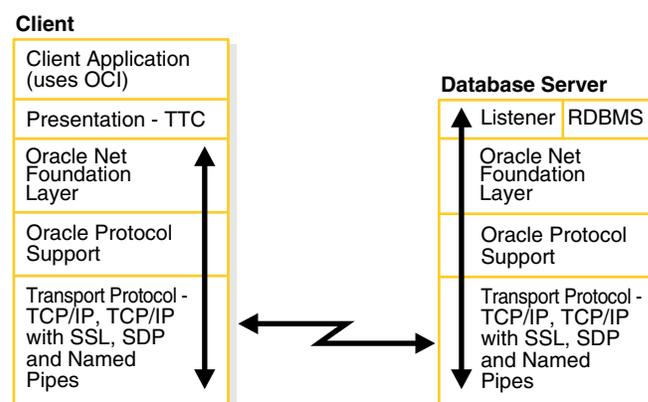 Client
Client Application
(uses OCI)
Presentation - TTC
Oracle Net
Foundation
Layer
Oracle Protocol
Support
Transport Protocol -
TCP/IP, TCP/IP
with SSL, SDP
and Named
Pipes
Database Server
Listener
RDBMS
Oracle Net
Foundation
Layer
Oracle Protocol
Support
Transport Protocol -
TCP/IP, TCP/IP
with SSL, SDP
and Named
Pipes